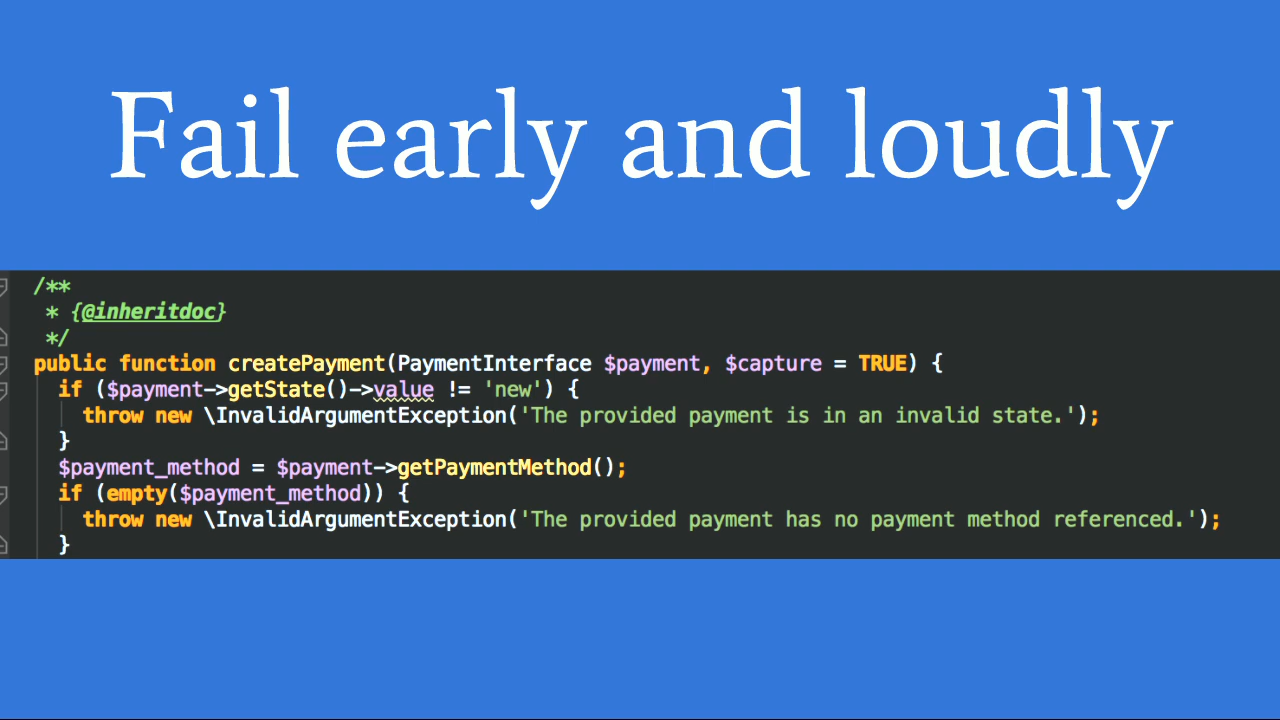 Fail early and loudly
/**
 * {@inheritdoc}
 */
public function createPayment(PaymentInterface $payment, $capture = TRUE) {
  if ($payment->getState()->value != 'new') {
    throw new \InvalidArgumentException('The provided payment is in an invalid state.');
  }
  $payment_method = $payment->getPaymentMethod();
  if (empty($payment_method)) {
    throw new \InvalidArgumentException('The provided payment has no payment method referenced.');
  }